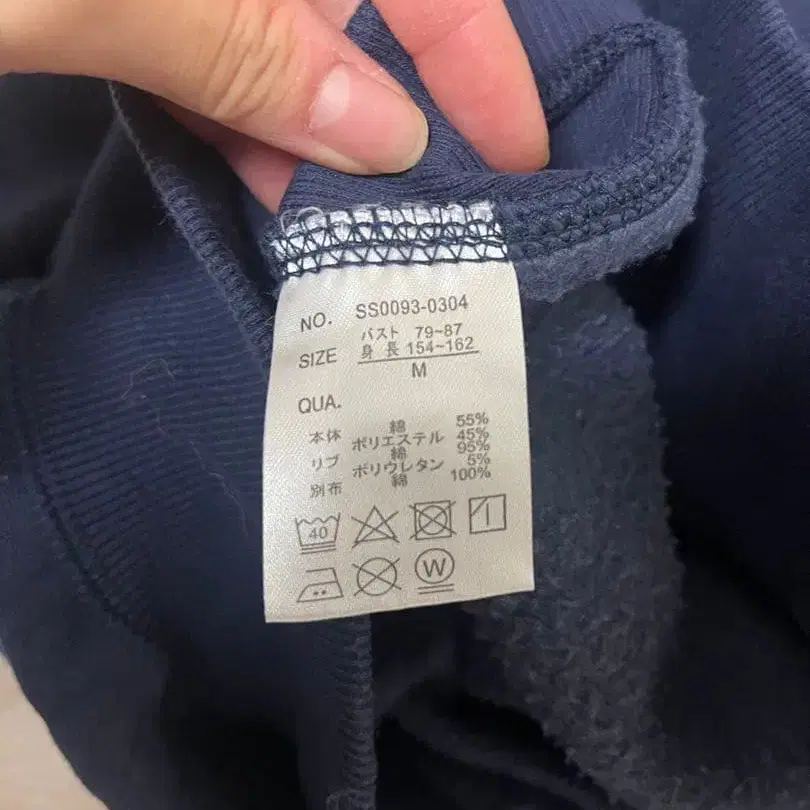 NO. SS0093-0304
SIZE バスト 79~87
身長 154~162
M
QUA.
本体 綿 55%
ポリエステル 45%
リブ 綿 95%
ポリウレタン 5%
別布 綿 100%
40
W